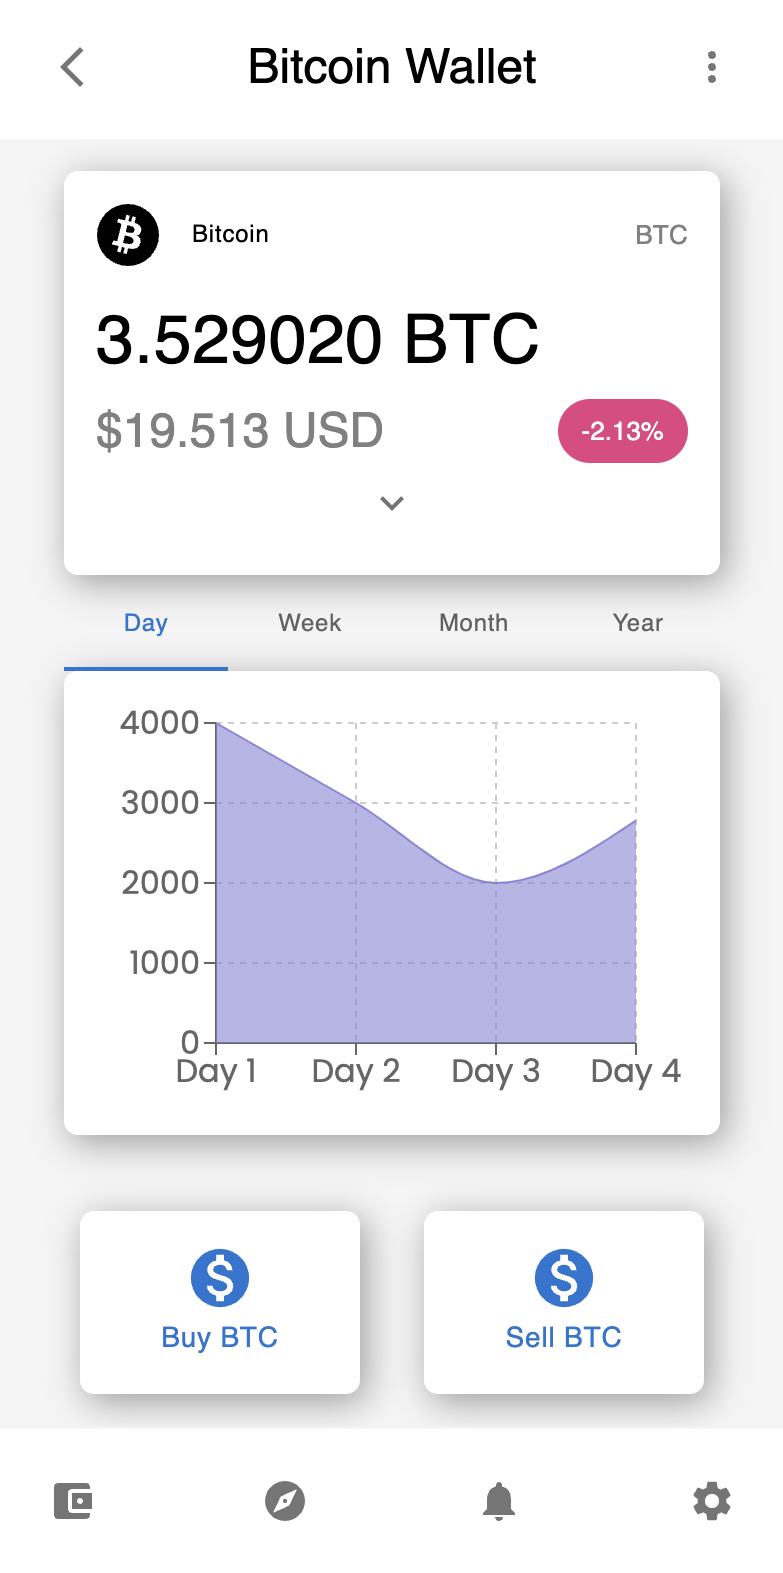 Bitcoin Wallet
Bitcoin
BTC
3.529020 BTC
$19.513 USD
-2.13%
Day
Week
Month
Year
4000
3000
2000
1000
0
Day 1
Day 2
Day 3
Day 4
Buy BTC
Sell BTC